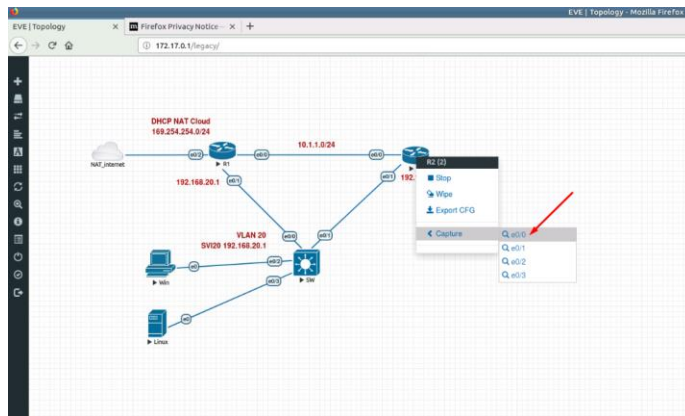 EVE | Topology - Mozilla Firefox
EVE | Topology
Firefox Privacy Notice
172.17.0.1/legacy/
DHCP NAT Cloud
169.254.254.0/24
10.1.1.0/24
NAT_internet
e0/2
R1
e0/0
e0/0
R2 (2)
Stop
Wipe
Export CFG
Capture
e0/0
e0/1
e0/2
e0/3
192.168.20.1
e0/1
e0/1
192.
VLAN 20
SVI20 192.168.20.1
e0/0
e0/1
e0/2
e0/3
SW
e0
Win
e0
Linux